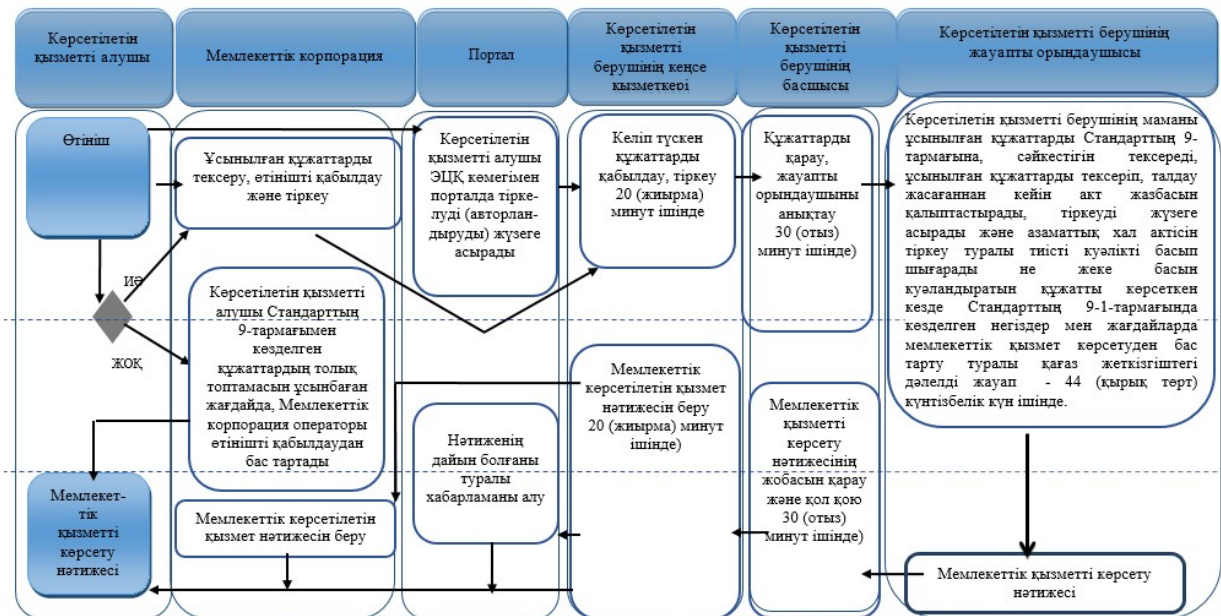 Көрсетілетін
қызметті алушы
Мемлекеттік корпорация
Портал
Көрсетілетін
қызметті
берушінің кеңсе
қызметкері
Көрсетілетін
қызметті
берушінің
басшысы
Көрсетілетін қызметті берушінің
жауапты орындаушысы
Өтініш
ИӘ
ЖОҚ
Мемлекет-
тік
қызметті
көрсету
нәтижесі
Ұсынылған құжаттарды
тексеру, өтінішті қабылдау
және тіркеу
Көрсетілетін қызметті
алушы Стандарттың
9-тармағымен
көзделген
құжаттардың толық
топтамасын ұсынбаған
жағдайда, Мемлекеттік
корпорация операторы
өтінішті қабылдаудан
бас тартады
Мемлекеттік көрсетілетін
қызмет нәтижесін беру
Көрсетілетін
қызметті алушы
ЭЦҚ көмегімен
порталда тірке-
луді (авторлан-
дыруды) жүзеге
асырады
Нәтиженің
дайын болғаны
туралы
хабарламаны алу
Келіп түскен
құжаттарды
қабылдау, тіркеу
20 (жиырма)
минут ішінде
Мемлекеттік
көрсетілетін қызмет
нәтижесін беру
20 (жиырма) минут
ішінде)
Құжаттарды
қарау,
жауапты
орындаушыны
анықтау
30 (отыз)
минут ішінде)
Мемлекеттік
қызметті
көрсету
нәтижесінің
жобасын қарау
және қол қою
30 (отыз)
минут ішінде)
Көрсетілетін қызметті берушінің маманы
ұсынылған құжаттарды Стандарттың 9-
тармағына, сәйкестігін тексереді,
ұсынылған құжаттарды тексеріп, талдау
жасағаннан кейін акт жазбасын
қалыптастырады, тіркеуді жүзеге
асырады және азаматтық хал актісін
тіркеу туралы тиісті куәлікті басып
шығарады не жеке басын
куәландыратын құжатты көрсеткен
кезде Стандарттың 9-1-тармағында
көзделген негіздер мен жағдайларда
мемлекеттік қызмет көрсетуден бас
тарту туралы қағаз жеткізгіштегі
дәлелді жауап - 44 (қырық төрт)
күнтізбелік күн ішінде.
Мемлекеттік қызметті көрсету
нәтижесі